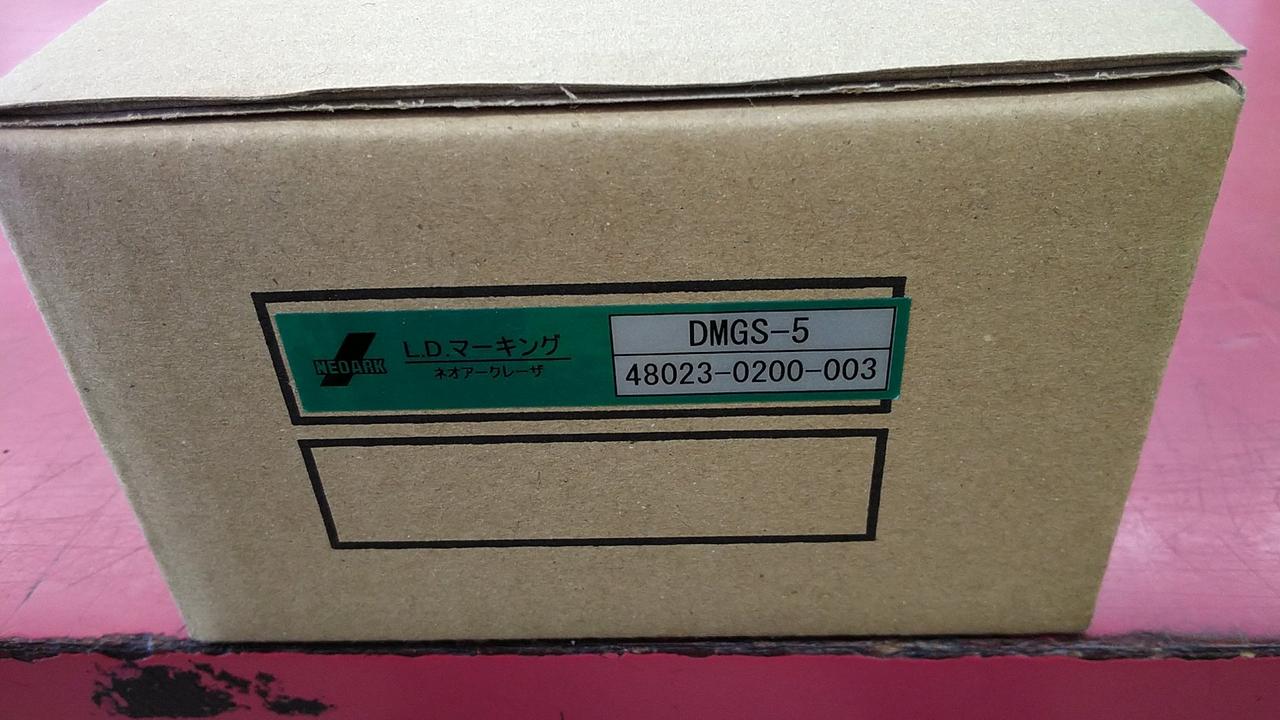 NEOARK
L.D.マーキング
ネオアークレーザ
DMGS-5
48023-0200-003